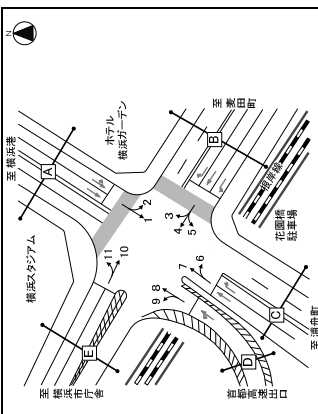 N
至 横浜港
A
ホテル
横浜ガーデン
至 麦田町
B
横浜スタジアム
1
2
3
4
5
根岸線
花園橋
駐車場
11
10
7
6
9
8
C
至 浦舟町
E
D
至 横浜市庁舎
首都高速出口